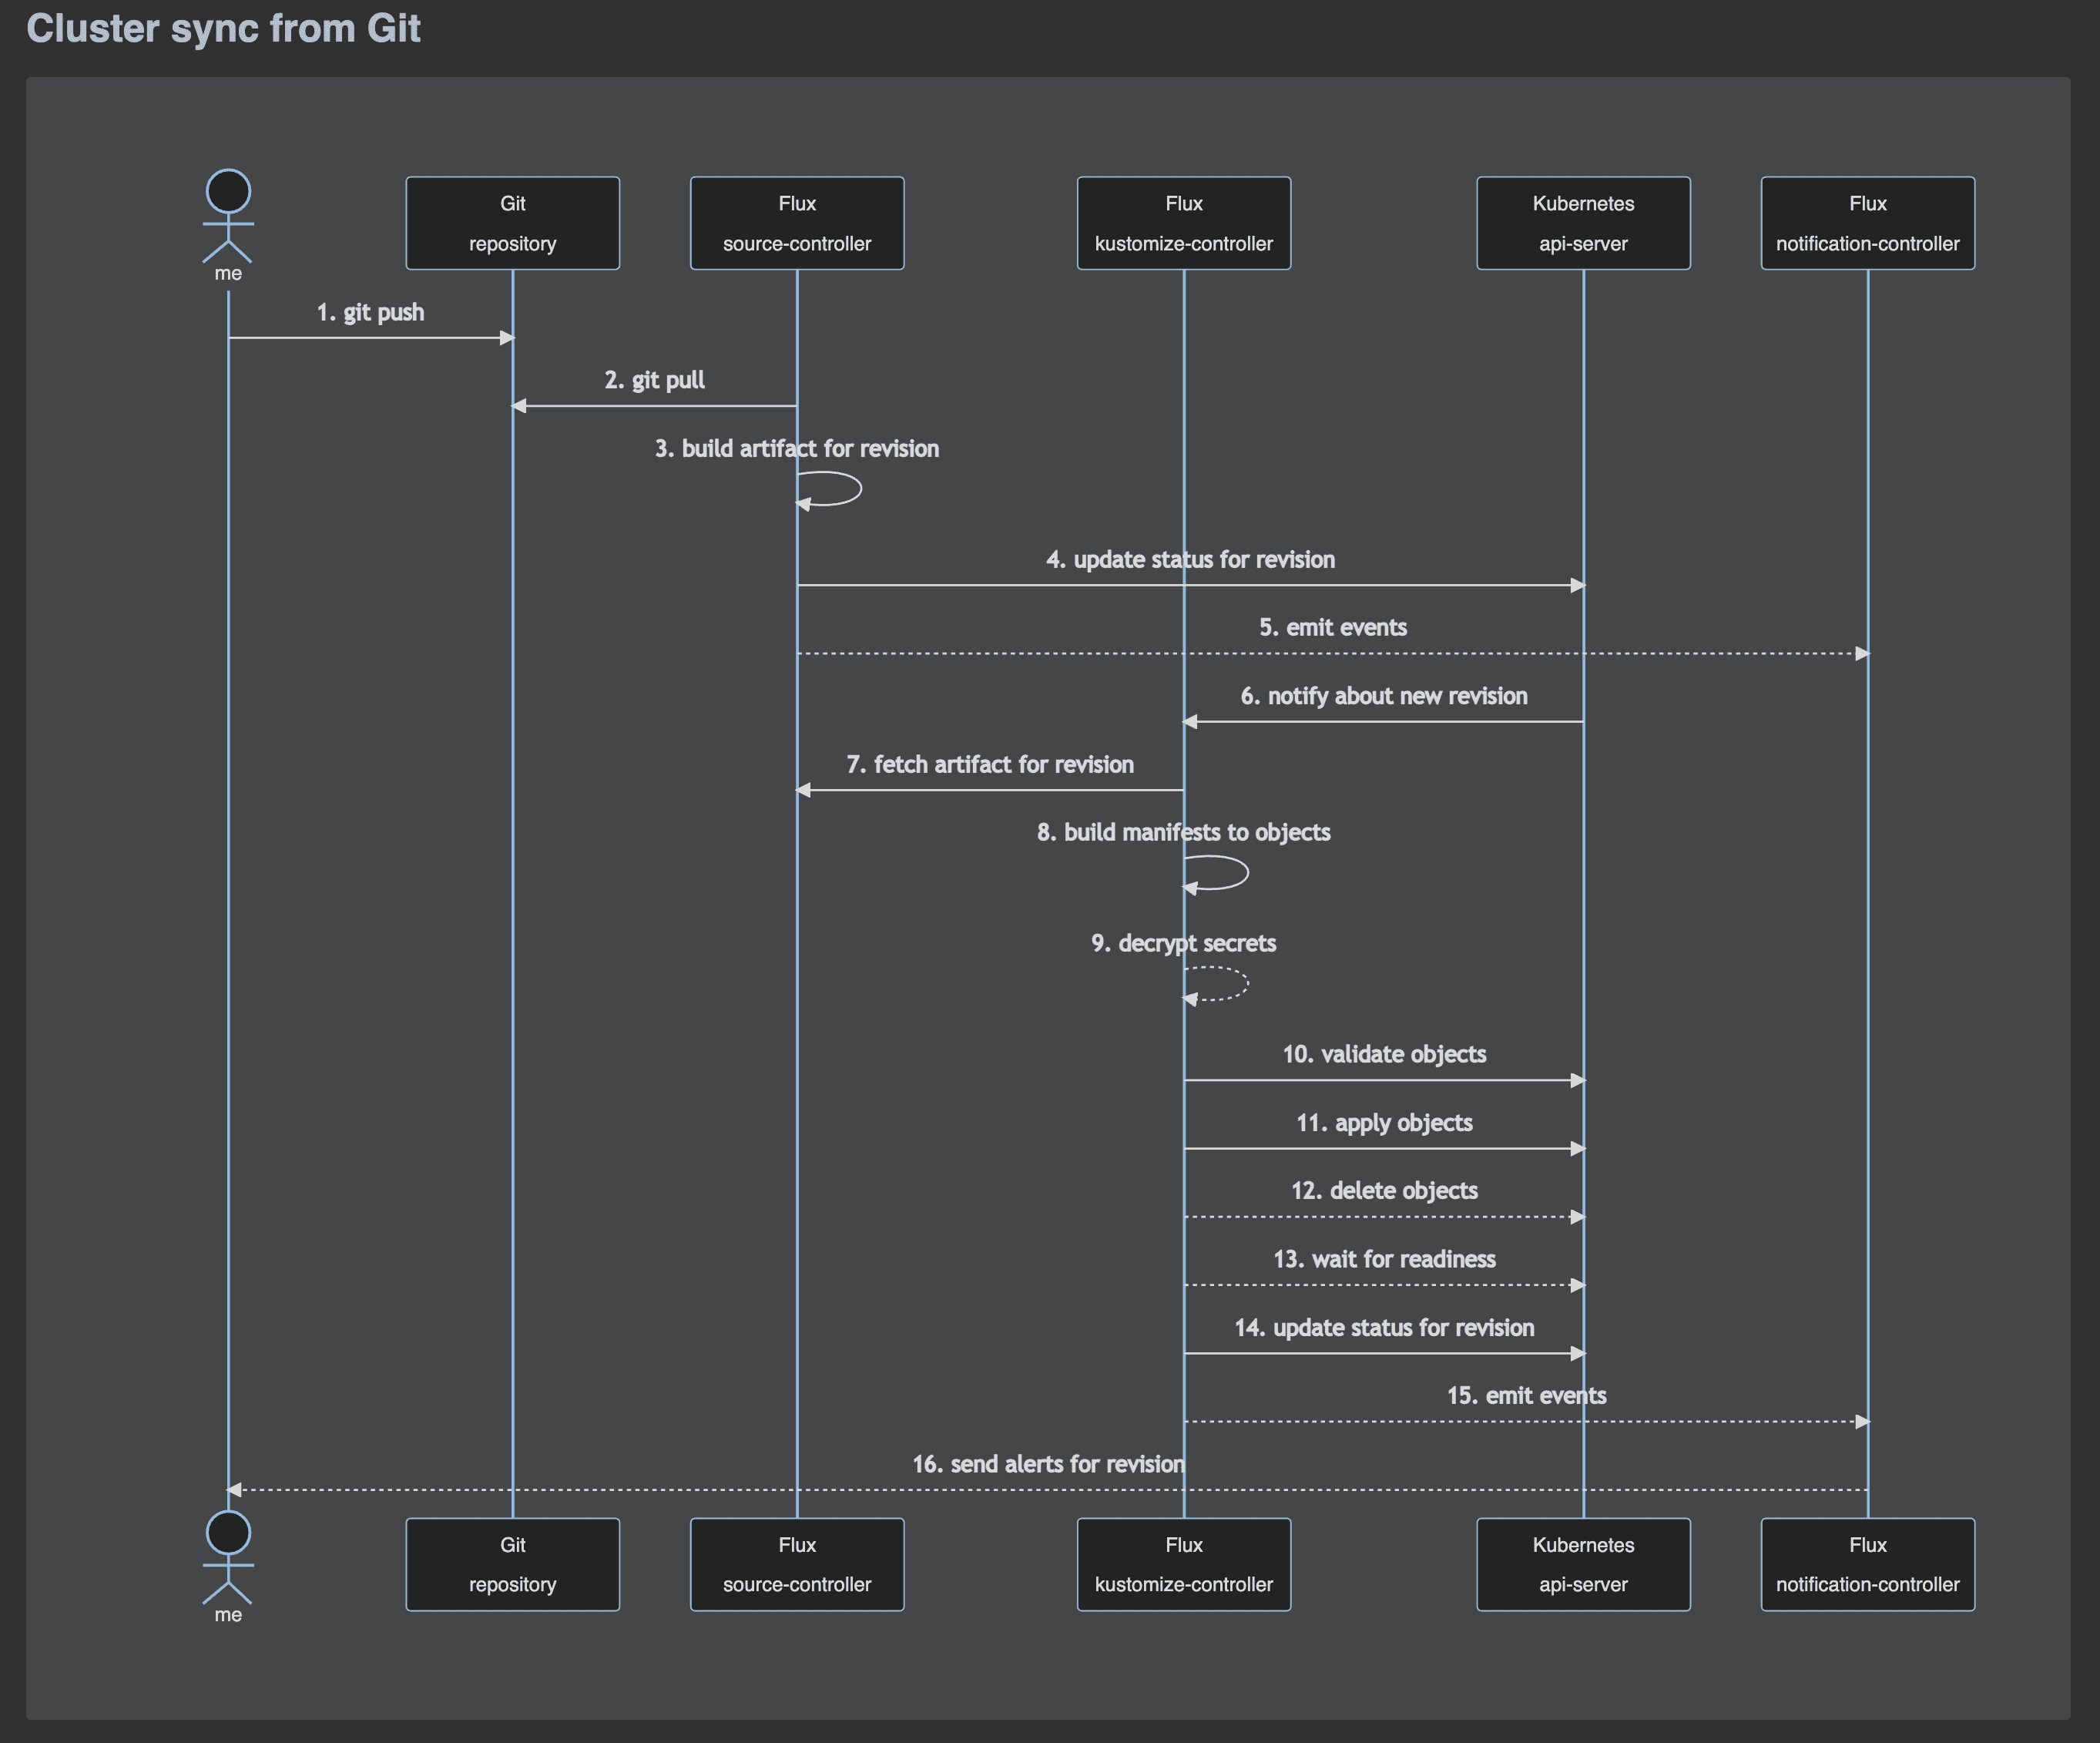 Cluster sync from Git
me
Git
repository
Flux
source-controller
Flux
kustomize-controller
Kubernetes
api-server
Flux
notification-controller
1. git push
2. git pull
3. build artifact for revision
4. update status for revision
5. emit events
6. notify about new revision
7. fetch artifact for revision
8. build manifests to objects
9. decrypt secrets
10. validate objects
11. apply objects
12. delete objects
13. wait for readiness
14. update status for revision
15. emit events
16. send alerts for revision
me
Git
repository
Flux
source-controller
Flux
kustomize-controller
Kubernetes
api-server
Flux
notification-controller